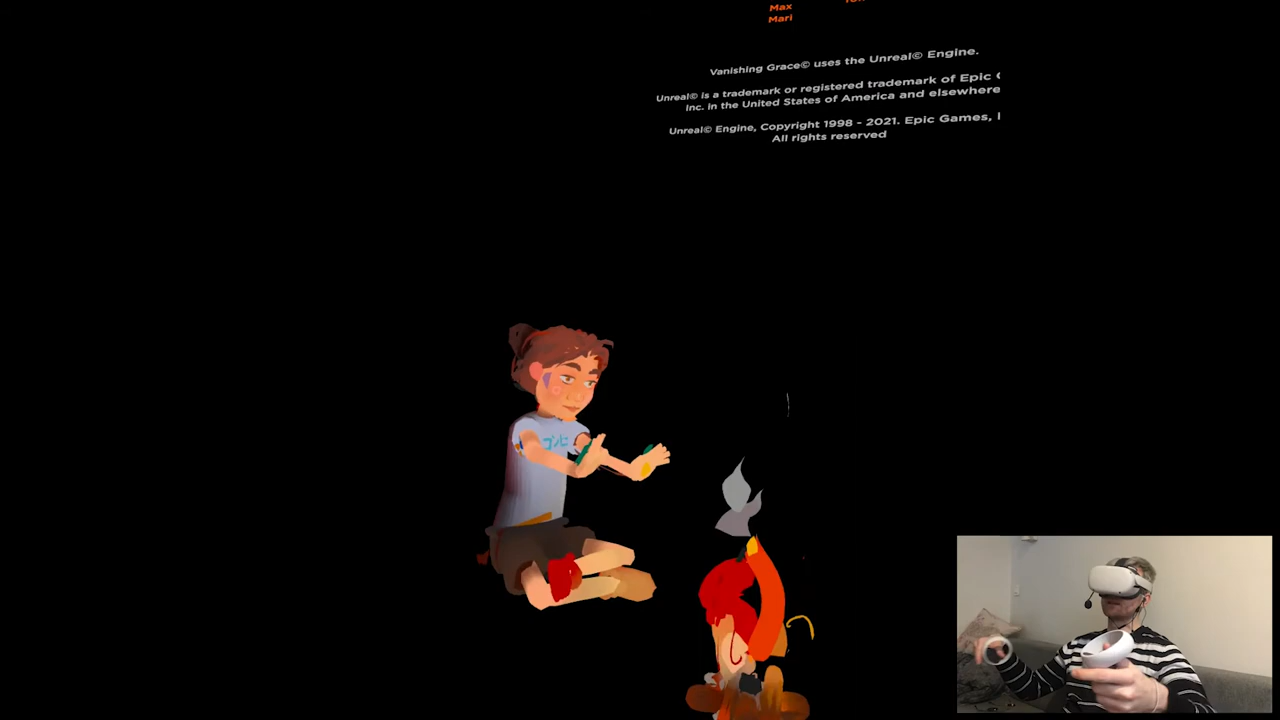 Max
Mari
Vanishing Grace© uses the Unreal© Engine.
Unreal© is a trademark or registered trademark of Epic
Inc. in the United States of America and elsewhere
Unreal© Engine, Copyright 1998 - 2021. Epic Games,
All rights reserved